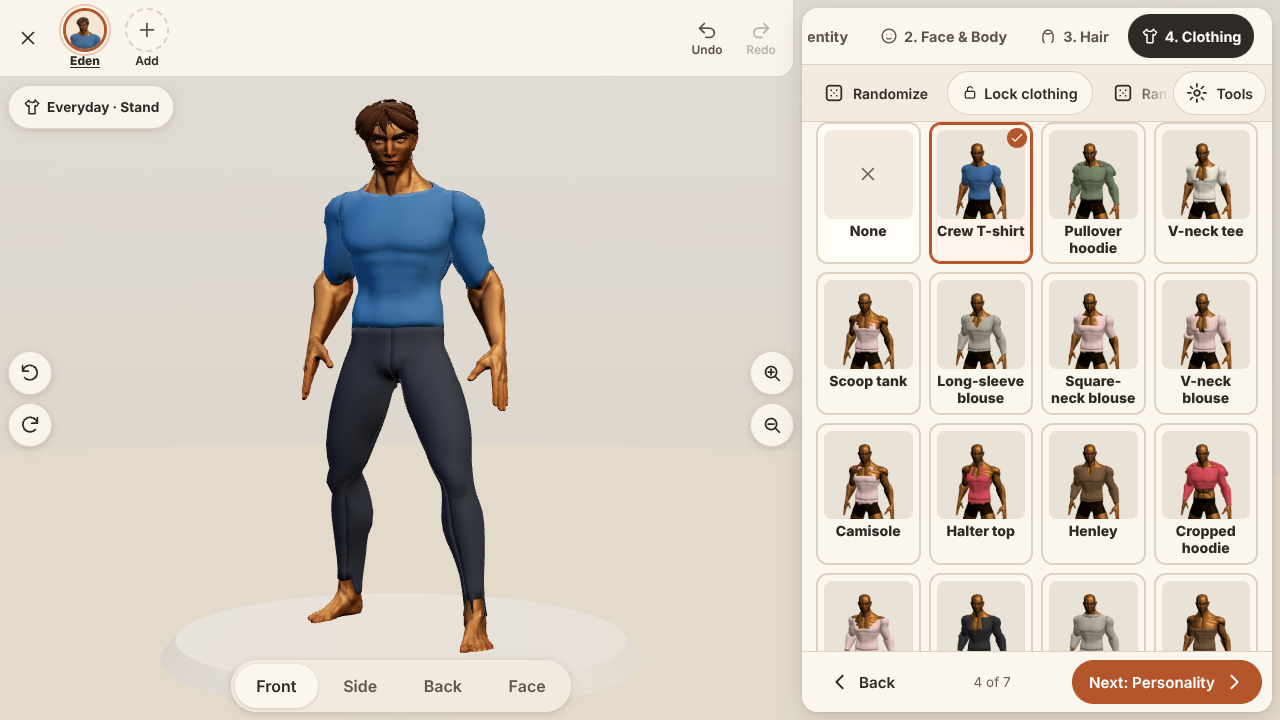 Eden
Add
Undo
Redo
entity
2. Face & Body
3. Hair
4. Clothing
Everyday · Stand
Randomize
Lock clothing
Ran
Tools
None
Crew T-shirt
Pullover
hoodie
V-neck tee
Scoop tank
Long-sleeve
blouse
Square-
neck blouse
V-neck
blouse
Camisole
Halter top
Henley
Cropped
hoodie
Front
Side
Back
Face
Back
4 of 7
Next: Personality